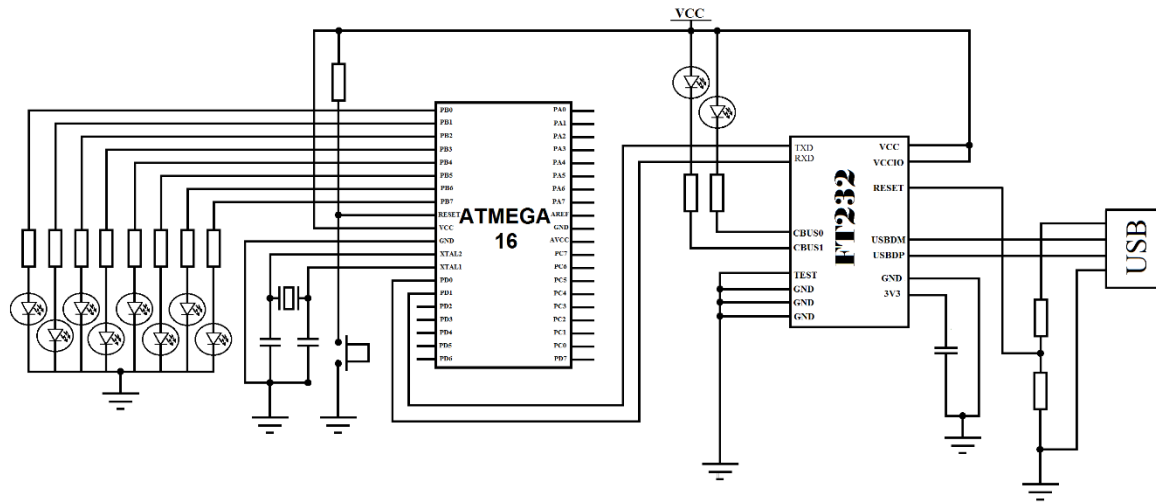 VCC
PB0
PB1
PB2
PB3
PB4
PB5
PB6
PB7
RESET
VCC
GND
XTAL2
XTAL1
PD0
PD1
PD2
PD3
PD4
PD5
PD6
ATMEGA
16
PA0
PA1
PA2
PA3
PA4
PA5
PA6
PA7
AREF
GND
AVCC
PC7
PC6
PC5
PC4
PC3
PC2
PC1
PC0
PD7
TXD
RXD
CBUS0
CBUS1
TEST
GND
GND
GND
FT232
VCC
VCCIO
RESET
USBDM
USBDP
GND
3V3
USB